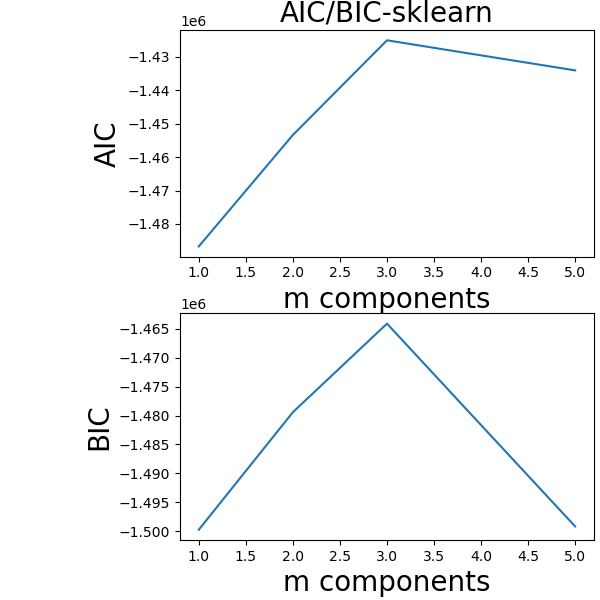 AIC/BIC-sklearn
1e6
−1.43
−1.44
−1.45
−1.46
−1.47
−1.48
AIC
1.0 1.5 2.0 2.5 3.0 3.5 4.0 4.5 5.0
m components
1e6
−1.465
−1.470
−1.475
−1.480
−1.485
−1.490
−1.495
−1.500
BIC
1.0 1.5 2.0 2.5 3.0 3.5 4.0 4.5 5.0
m components